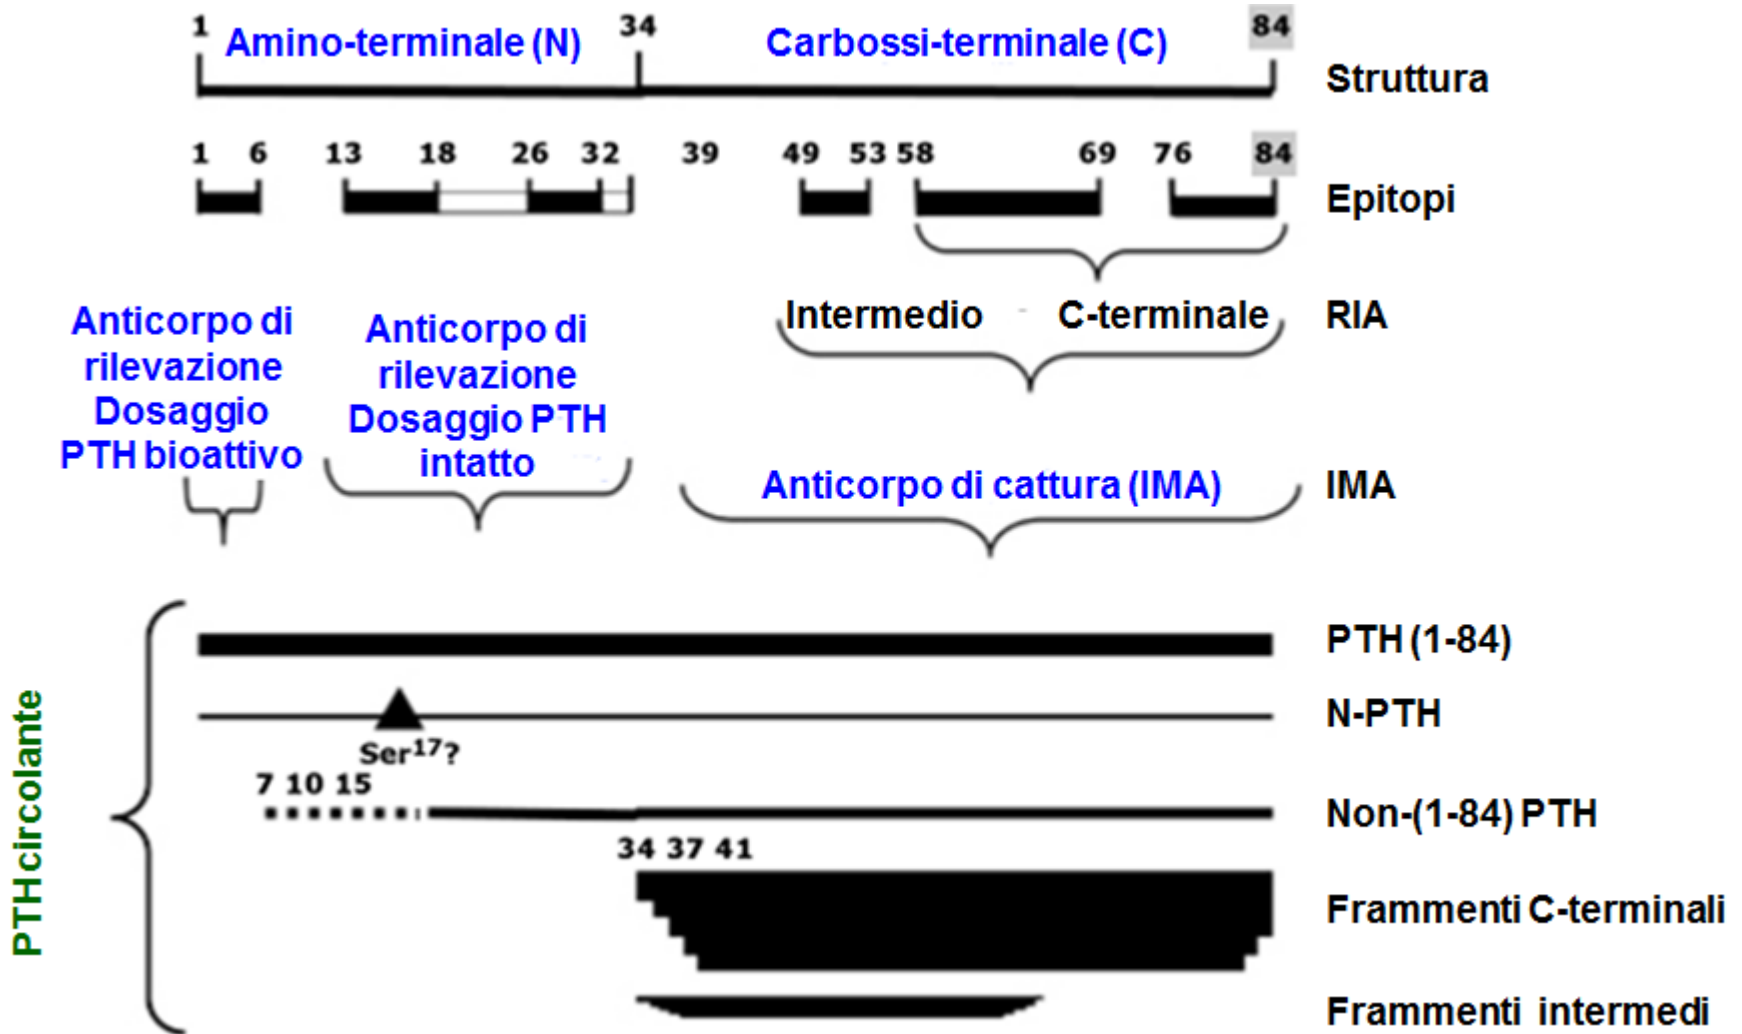 1 Amino-terminale (N) 34 Carbossi-terminale (C) 84
Struttura
1 6 13 18 26 32 39 49 53 58 69 76 84
Epitopi
Intermedio - C-terminale RIA
Anticorpo di
rilevazione
Dosaggio
PTH bioattivo
Anticorpo di
rilevazione
Dosaggio PTH
intatto
Anticorpo di cattura (IMA) IMA
PTH circolante
PTH (1-84)
N-PTH
Ser17?
7 10 15
Non-(1-84) PTH
34 37 41
Frammenti C-terminali
Frammenti intermedi